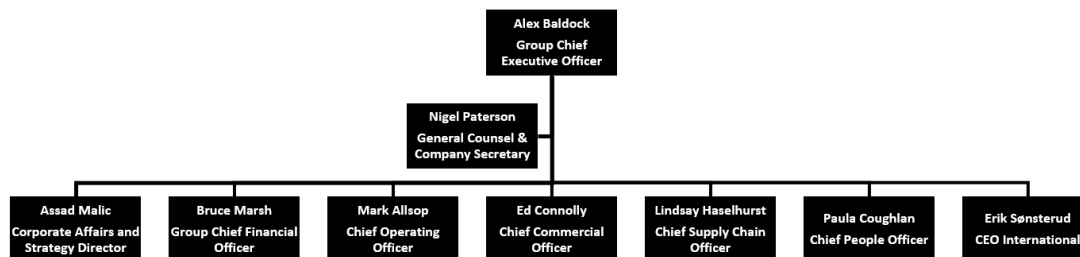 Alex Baldock
Group Chief
Executive Officer
Nigel Paterson
General Counsel &
Company Secretary
Assad Malic
Corporate Affairs and
Strategy Director
Bruce Marsh
Group Chief Financial
Officer
Mark Allsop
Chief Operating
Officer
Ed Connolly
Chief Commercial
Officer
Lindsay Haselhurst
Chief Supply Chain
Officer
Paula Coughlan
Chief People Officer
Erik Sønsterud
CEO International